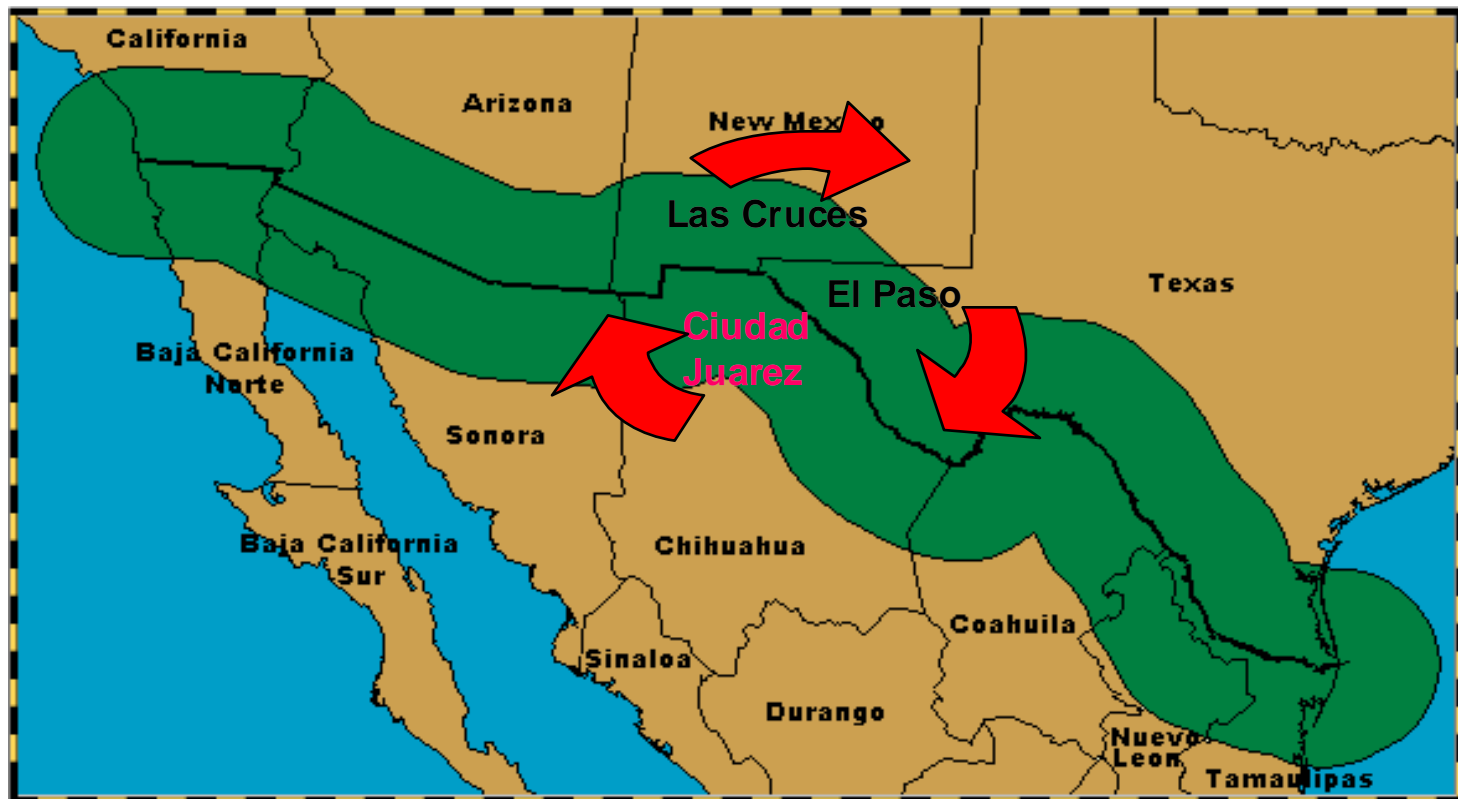 California
Arizona
New Mexico
Las Cruces
Texas
El Paso
Ciudad
Juarez
Baja California
Norte
Sonora
Baja California
Sur
Chihuahua
Coahuila
Sinaloa
Durango
Nuevo
Leon
Tamaulipas